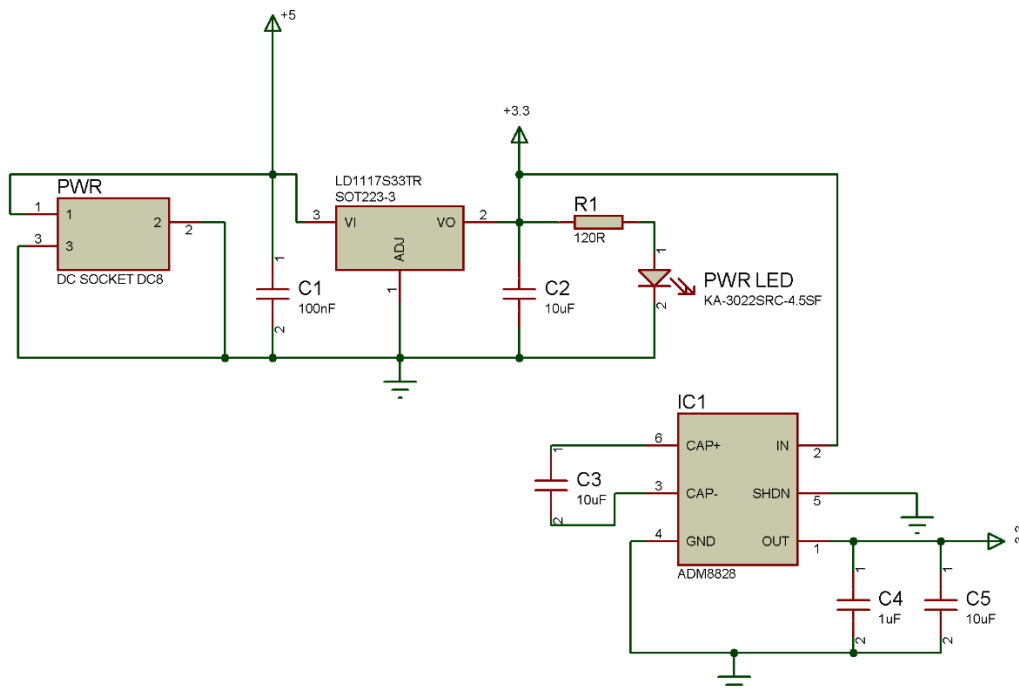 +5
+3.3
PWR
1
1
2
2
3
3
DC SOCKET DC8
1
C1
100nF
2
LD1117S33TR
SOT223-3
3
VI
VO
2
ADJ
1
C2
10uF
R1
120R
1
PWR LED
KA-3022SRC-4.5SF
2
IC1
6
CAP+
IN
2
3
CAP-
SHDN
5
4
GND
OUT
1
ADM8828
1
C3
10uF
2
1
C4
1uF
2
1
C5
10uF
2